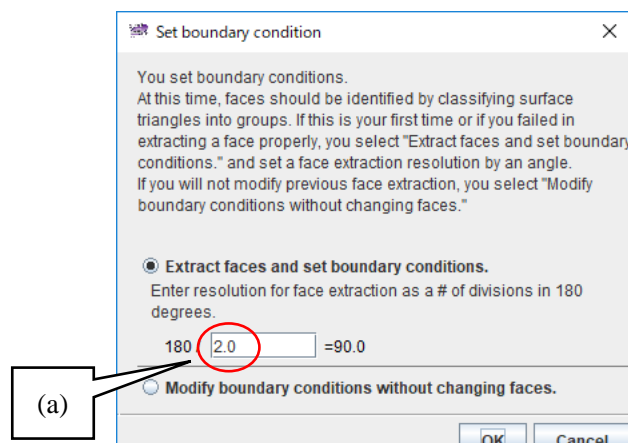 Set boundary condition
You set boundary conditions.
At this time, faces should be identified by classifying surface
triangles into groups. If this is your first time or if you failed in
extracting a face properly, you select "Extract faces and set boundary
conditions." and set a face extraction resolution by an angle.
If you will not modify previous face extraction, you select "Modify
boundary conditions without changing faces."
Extract faces and set boundary conditions.
Enter resolution for face extraction as a # of divisions in 180
degrees.
180 / 2.0 =90.0
(a)
Modify boundary conditions without changing faces.
OK Cancel